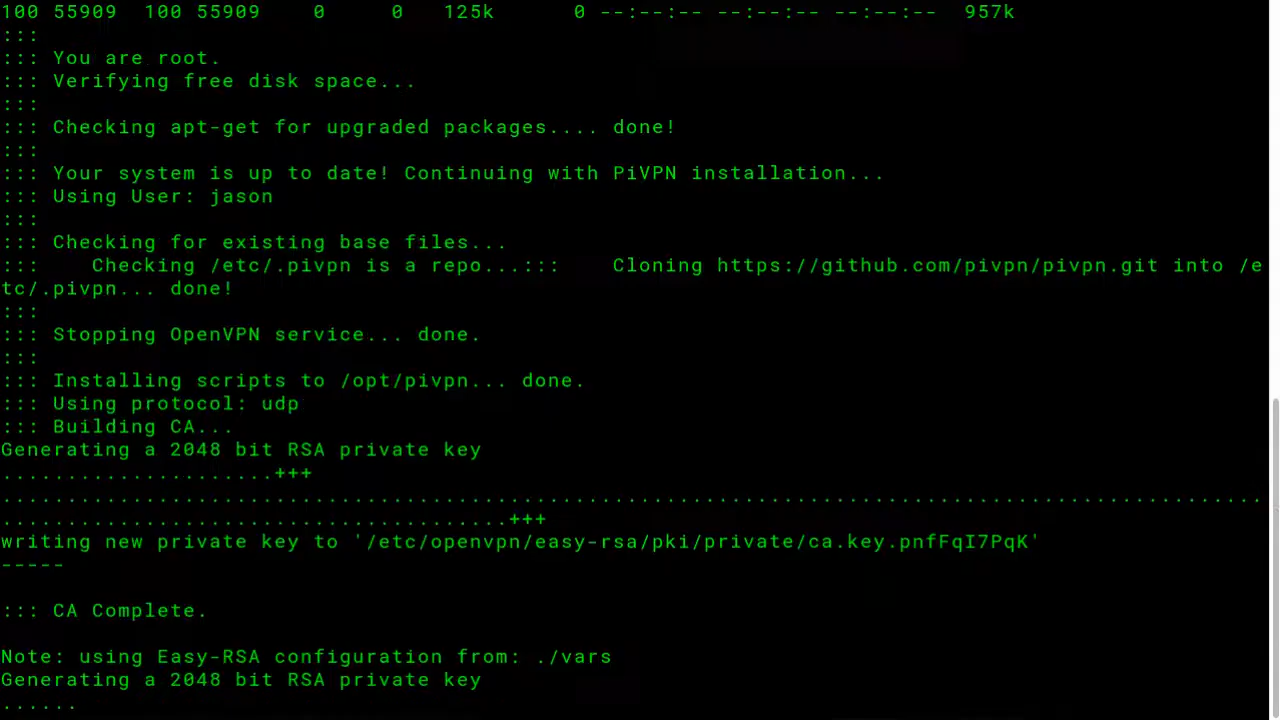 100 55909  100 55909    0     0   125k      0 --:--:-- --:--:-- --:--:--  957k
:::
::: You are root.
::: Verifying free disk space...
:::
::: Checking apt-get for upgraded packages.... done!
:::
::: Your system is up to date! Continuing with PiVPN installation...
::: Using User: jason
:::
::: Checking for existing base files...
:::    Checking /etc/.pivpn is a repo...:::    Cloning https://github.com/pivpn/pivpn.git into /e
tc/.pivpn... done!
:::
::: Stopping OpenVPN service... done.
:::
::: Installing scripts to /opt/pivpn... done.
::: Using protocol: udp
::: Building CA...
Generating a 2048 bit RSA private key
.....................+++
.................................................................................................
.......................................+++
writing new private key to '/etc/openvpn/easy-rsa/pki/private/ca.key.pnfFqI7PqK'
-----
::: CA Complete.
Note: using Easy-RSA configuration from: ./vars
Generating a 2048 bit RSA private key
......